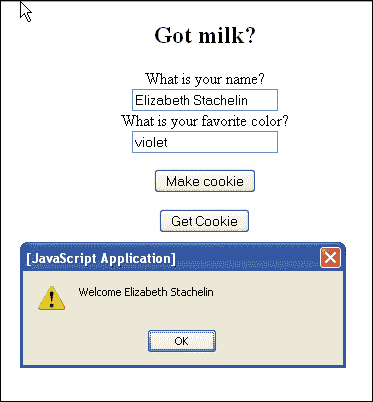 Got milk?
What is your name?
Elizabeth Stachelin
What is your favorite color?
violet
Make cookie
Get Cookie
[JavaScript Application]
Welcome Elizabeth Stachelin
OK